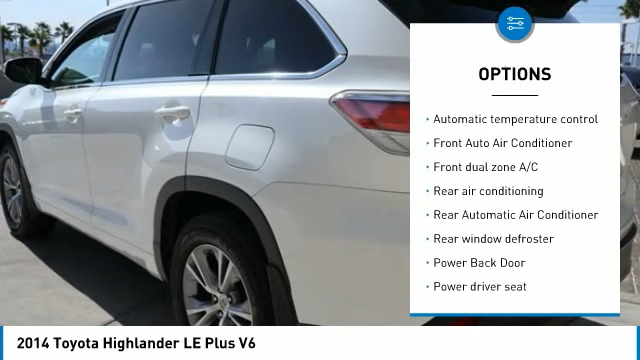 OPTIONS
· Automatic temperature control
· Front Auto Air Conditioner
· Front dual zone A/C
· Rear air conditioning
· Rear Automatic Air Conditioner
· Rear window defroster
· Power Back Door
· Power driver seat
2014 Toyota Highlander LE Plus V6